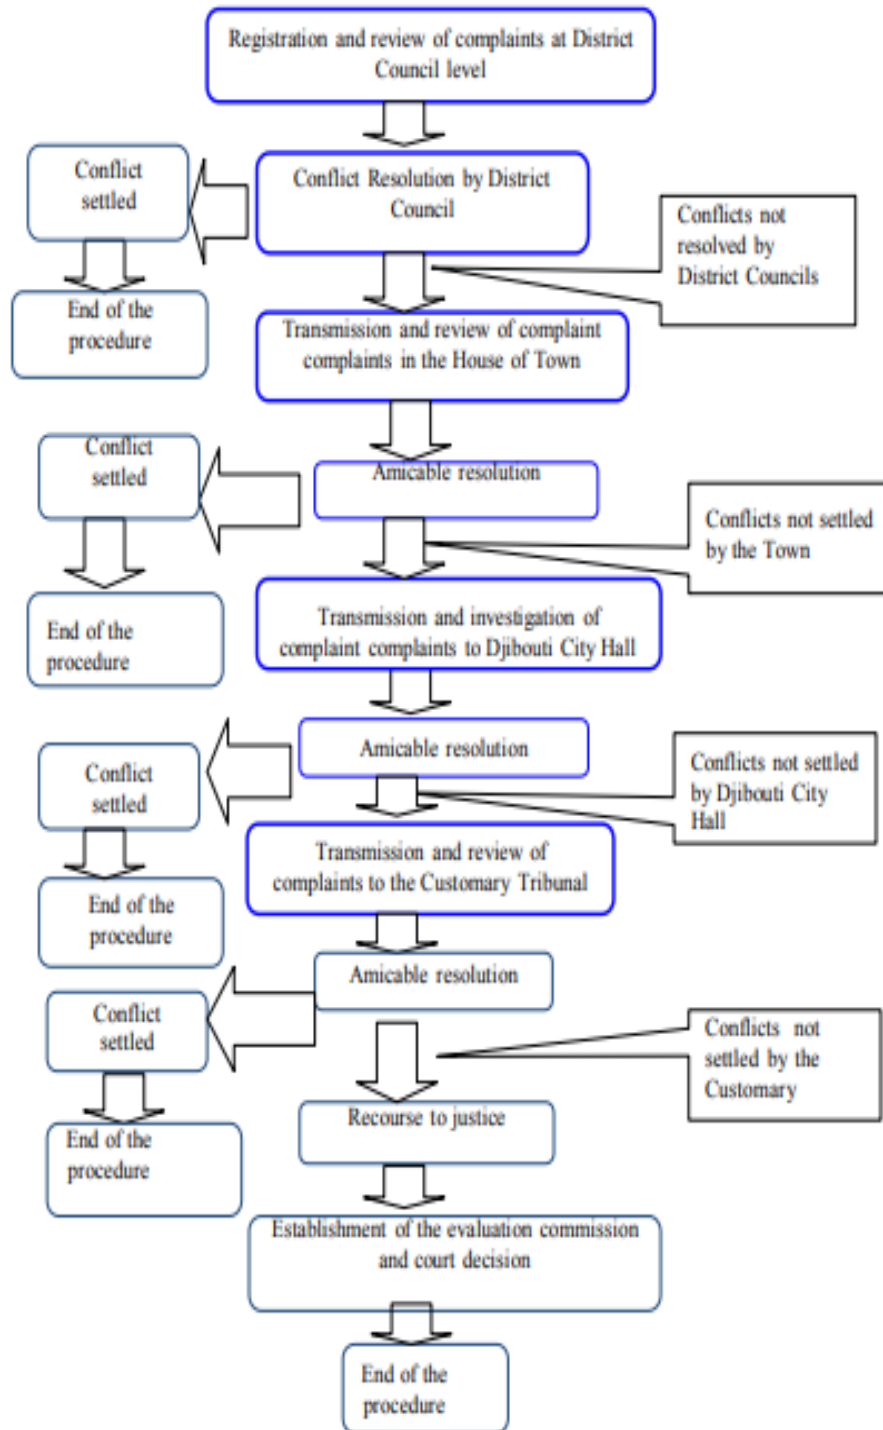 Registration and review of complaints at District
Council level
Conflict
settled
Conflict Resolution by District
Council
Conflicts not
resolved by
District Councils
End of the
procedure
Transmission and review of complaint
complaints in the House of Town
Conflict
settled
Amicable resolution
Conflicts not settled
by the Town
End of the
procedure
Transmission and investigation of
complaint complaints to Djibouti City Hall
Conflict
settled
Amicable resolution
Conflicts not settled
by Djibouti City
Hall
End of the
procedure
Transmission and review of
complaints to the Customary Tribunal
Conflict
settled
Amicable resolution
Conflicts not
settled by the
Customary
End of the
procedure
Recourse to justice
Establishment of the evaluation commission
and court decision
End of the
procedure